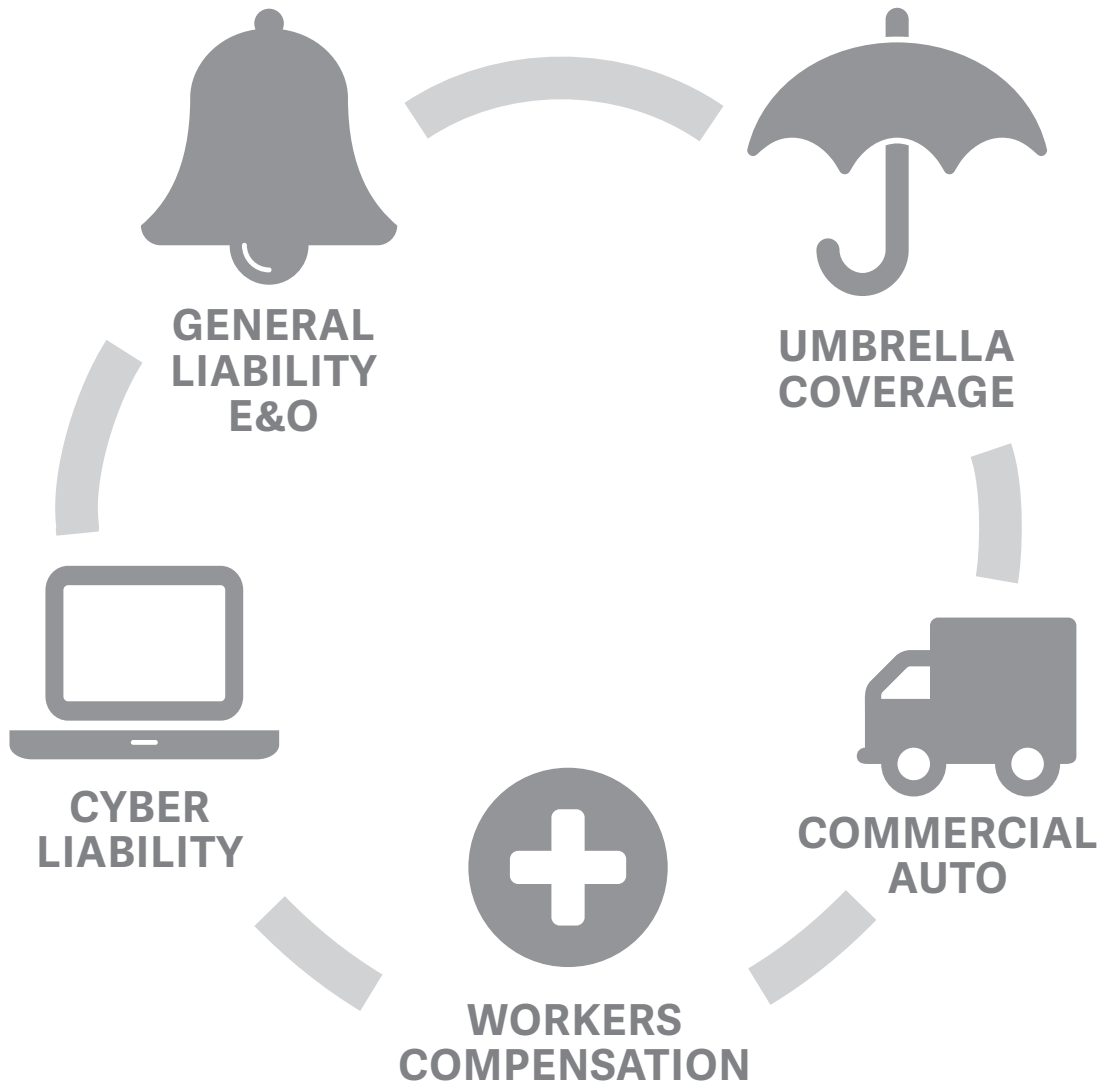 GENERAL
LIABILITY
E&O
UMBRELLA
COVERAGE
CYBER
LIABILITY
COMMERCIAL
AUTO
WORKERS
COMPENSATION